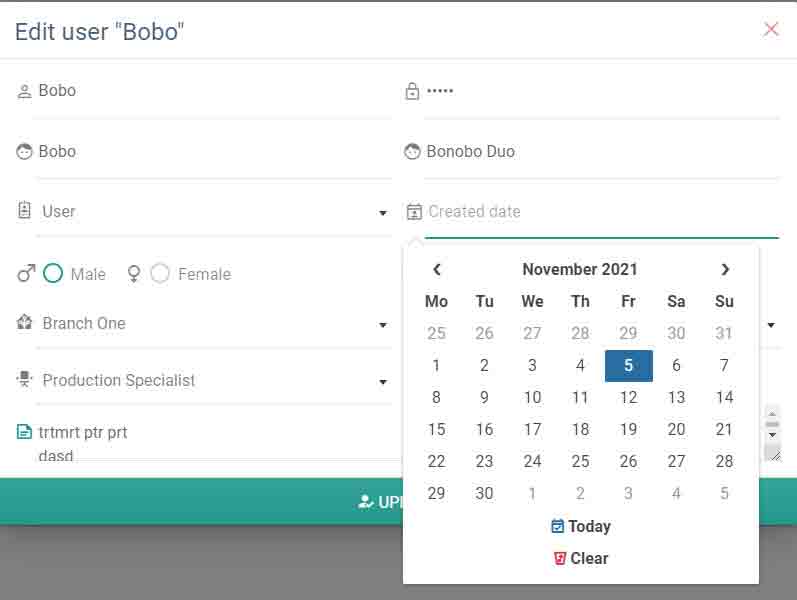 Edit user "Bobo"
Bobo
•••••
Bobo
Bonobo Duo
User
Created date
Male
Female
Branch One
Production Specialist
trtmrt ptr prt
dasd
November 2021
Mo Tu We Th Fr Sa Su
25 26 27 28 29 30 31
1 2 3 4 5 6 7
8 9 10 11 12 13 14
15 16 17 18 19 20 21
22 23 24 25 26 27 28
29 30 1 2 3 4 5
Today
Clear